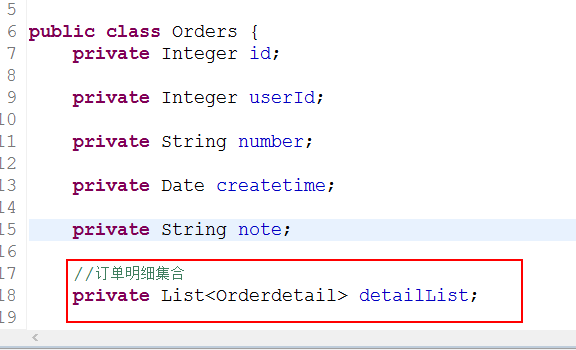 5
6 public class Orders {
7 private Integer id;
8
9 private Integer userId;
10
11 private String number;
12
13 private Date createtime;
14
15 private String note;
16
17 //订单明细集合
18 private List<Orderdetail> detailList;
19